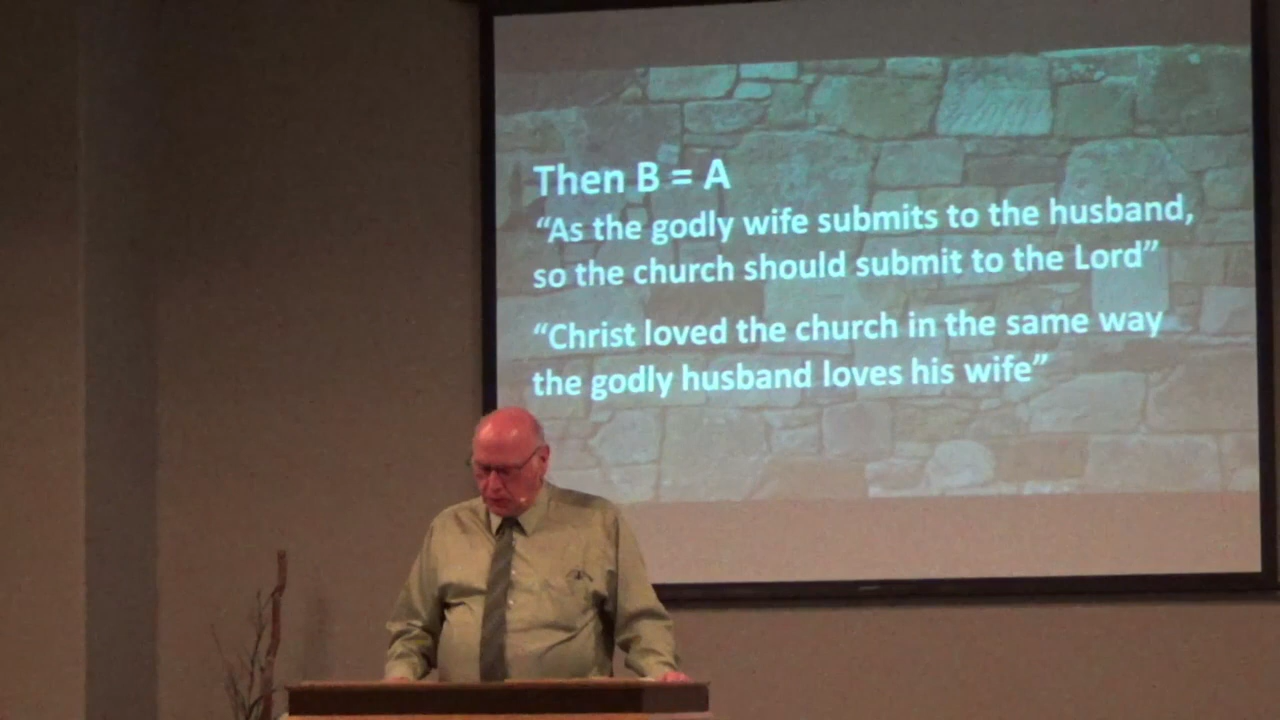 Then B = A
“As the godly wife submits to the husband,
so the church should submit to the Lord”
“Christ loved the church in the same way
the godly husband loves his wife”